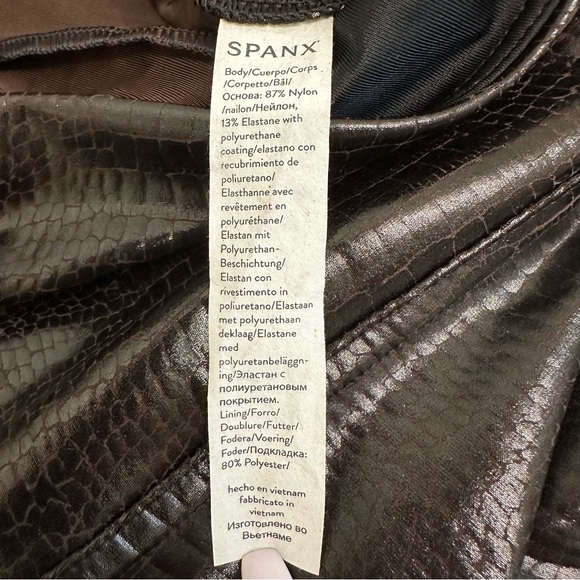 SPANX
Body/Cuerpo/Corps
/Corpetto/Bål/
Основа: 87% Nylon
/nailon/Нейлон,
13% Elastane with
polyurethane
coating/elastano con
recubrimiento de
poliuretano/
Elasthanne avec
revêtement en
polyuréthane/
Elastan mit
Polyurethan-
Beschichtung/
Elastan con
rivestimento in
poliuretano/Elastaan
met polyurethaan
deklaag/Elastane
med
polyuretanbeläggn-
ing/Эластан с
полиуретановым
покрытием.
Lining/Forro/
Doublure/Futter/
Fodera/Voering/
Foder/Подкладка:
80% Polyester/
hecho en vietnam
fabbricato in
vietnam
Изготовлено во
Вьетнаме